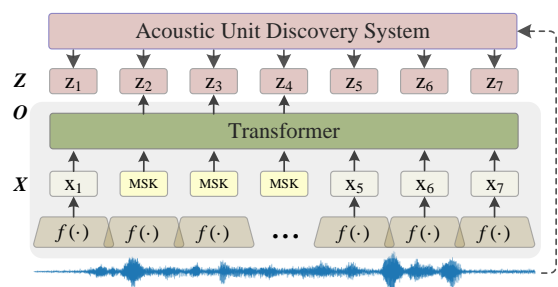 Acoustic Unit Discovery System
Z z₁ z₂ z₃ z₄ z₅ z₆ z₇
O
Transformer
X x₁ MSK MSK MSK x₅ x₆ x₇
f(·) f(·) f(·) ... f(·) f(·) f(·)